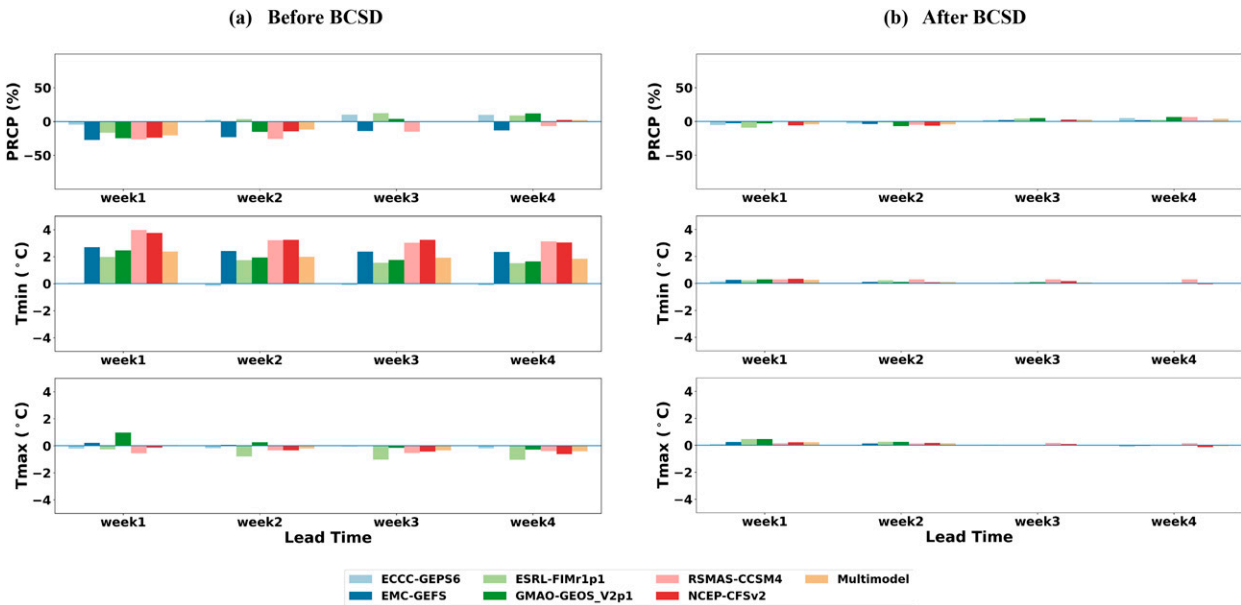 (a) Before BCSD
(b) After BCSD
PRCP (%)
50
0
−50
week1 week2 week3 week4
Tmin (°C)
4
2
0
−2
−4
week1 week2 week3 week4
Tmax (°C)
4
2
0
−2
−4
week1 week2 week3 week4
Lead Time
PRCP (%)
50
0
−50
week1 week2 week3 week4
Tmin (°C)
4
2
0
−2
−4
week1 week2 week3 week4
Tmax (°C)
4
2
0
−2
−4
week1 week2 week3 week4
Lead Time
ECCC-GEPS6 ESRL-FIMr1p1 RSMAS-CCSM4 Multimodel
EMC-GEFS GMAO-GEOS_V2p1 NCEP-CFSv2